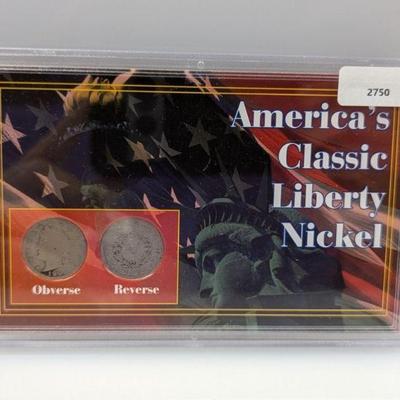 2750
America's
Classic
Liberty
Nickel
Obverse
Reverse